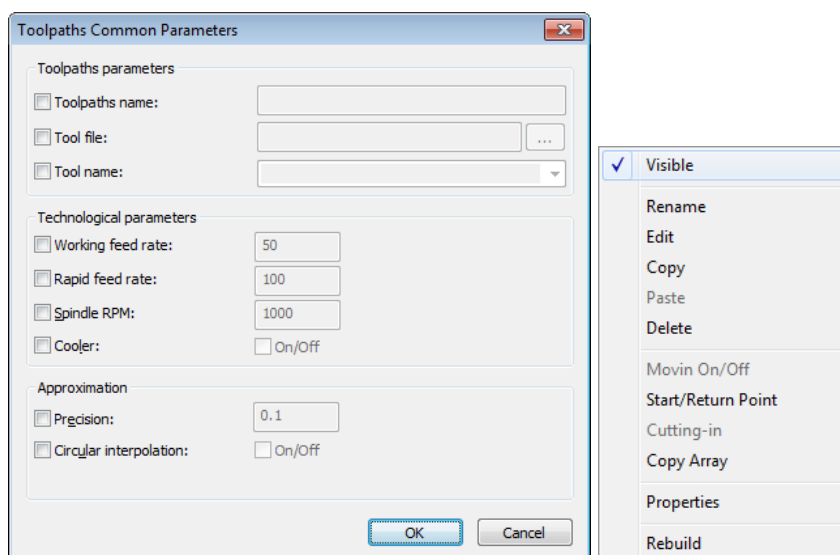 Toolpaths Common Parameters
Toolpaths parameters
Toolpaths name:
Tool file:
...
Tool name:
Technological parameters
Working feed rate: 50
Rapid feed rate: 100
Spindle RPM: 1000
Cooler: On/Off
Approximation
Precision: 0.1
Circular interpolation: On/Off
OK Cancel
Visible
Rename
Edit
Copy
Paste
Delete
Movin On/Off
Start/Return Point
Cutting-in
Copy Array
Properties
Rebuild